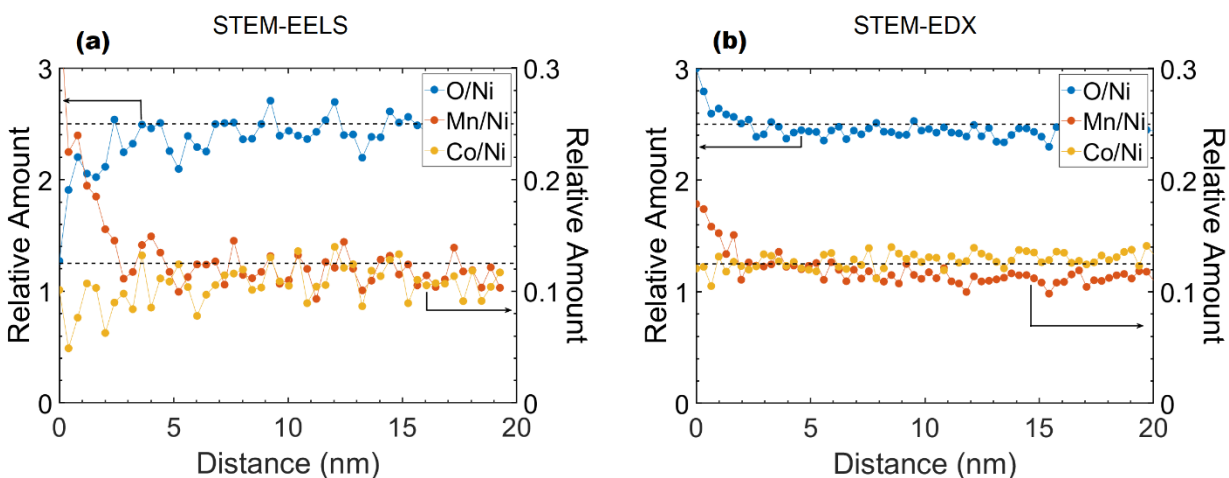 STEM-EELS
(a)
3
2
1
0
Relative Amount
0.3
0.2
0.1
0
Relative Amount
O/Ni
Mn/Ni
Co/Ni
0
5
10
15
20
Distance (nm)
STEM-EDX
(b)
3
2
1
0
Relative Amount
0.3
0.2
0.1
0
Relative Amount
O/Ni
Mn/Ni
Co/Ni
0
5
10
15
20
Distance (nm)